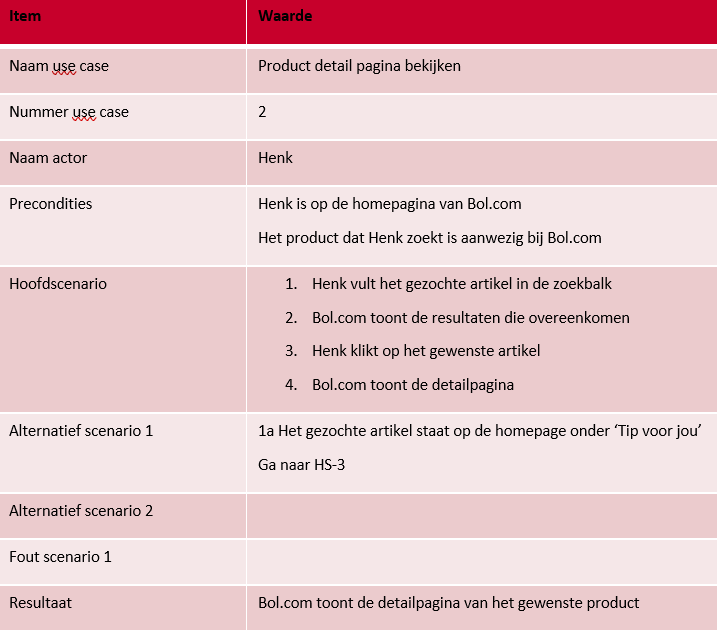 Item Waarde
Naam use case Product detail pagina bekijken
Nummer use case 2
Naam actor Henk
Precondities Henk is op de homepagina van Bol.com
Het product dat Henk zoekt is aanwezig bij Bol.com
Hoofdscenario 1. Henk vult het gezochte artikel in de zoekbalk
2. Bol.com toont de resultaten die overeenkomen
3. Henk klikt op het gewenste artikel
4. Bol.com toont de detailpagina
Alternatief scenario 1 1a Het gezochte artikel staat op de homepage onder ‘Tip voor jou’
Ga naar HS-3
Alternatief scenario 2
Fout scenario 1
Resultaat Bol.com toont de detailpagina van het gewenste product